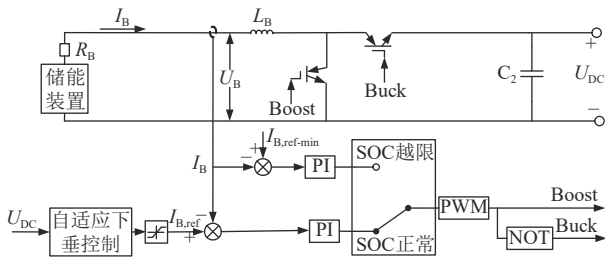 I_B
L_B
R_B
储能
装置
U_B
Boost
Buck
C_2
+
U_DC
−
I_B
I_B,ref-min
+
−
PI
SOC越限
U_DC
自适应下
垂控制
I_B,ref
−
+
PI
SOC正常
PWM
Boost
Buck
NOT